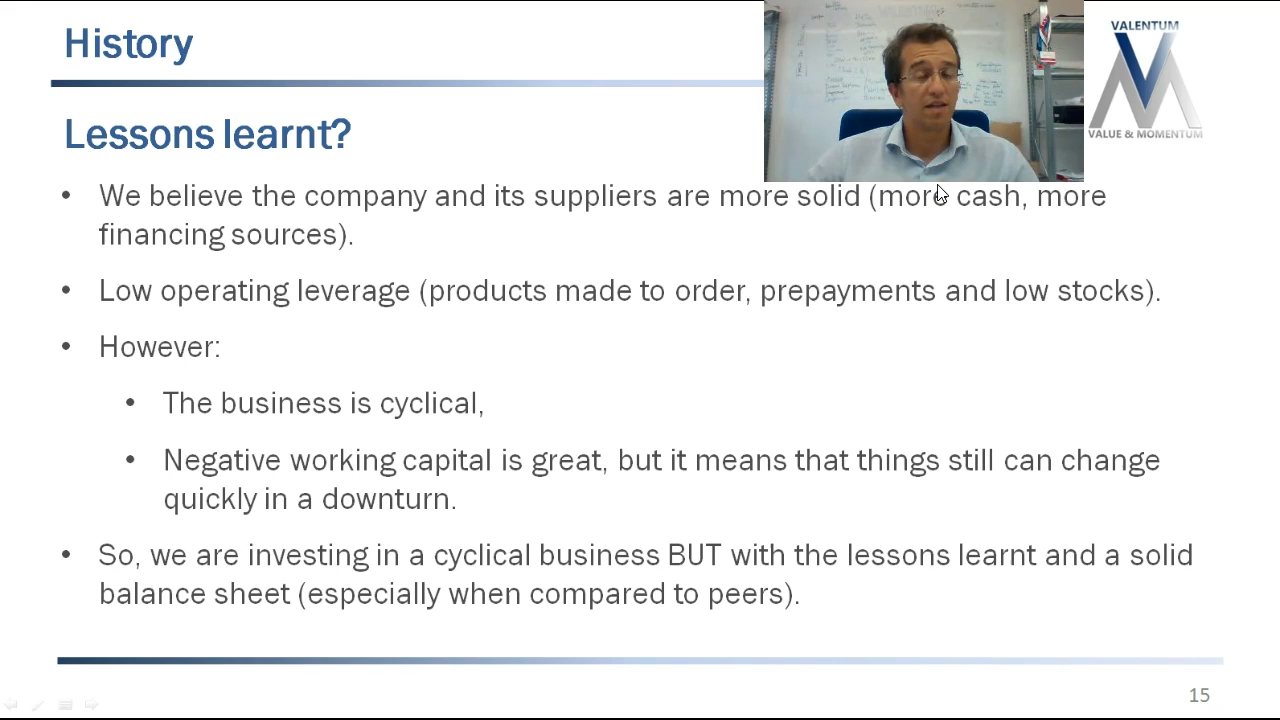 History
VALENTUM
VALUE & MOMENTUM
Lessons learnt?
• We believe the company and its suppliers are more solid (more cash, more
financing sources).
• Low operating leverage (products made to order, prepayments and low stocks).
• However:
• The business is cyclical,
• Negative working capital is great, but it means that things still can change
quickly in a downturn.
• So, we are investing in a cyclical business BUT with the lessons learnt and a solid
balance sheet (especially when compared to peers).
15